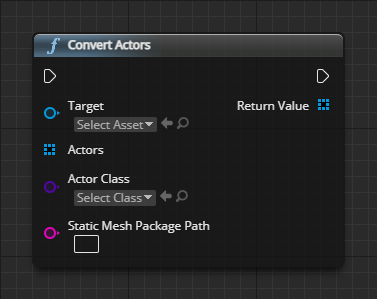 Convert Actors
Target
Return Value
Select Asset
Actors
Actor Class
Select Class
Static Mesh Package Path